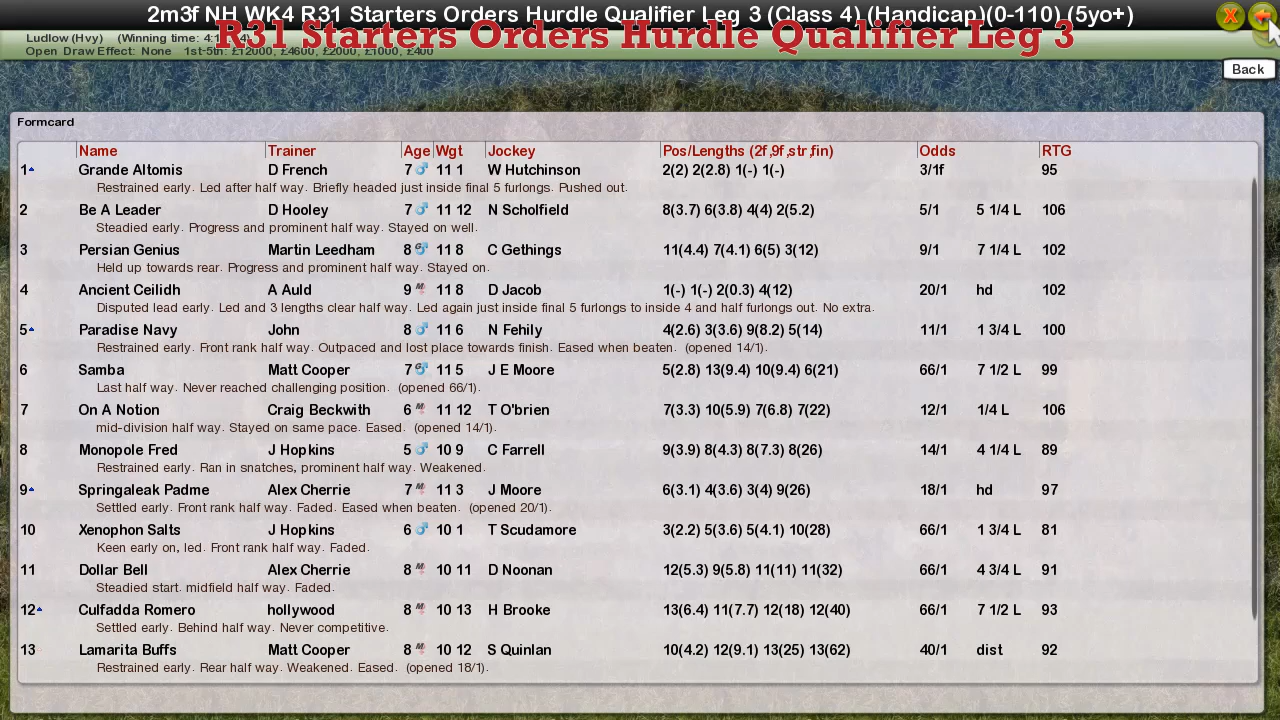 2m3f NH WK4 R31 Starters Orders Hurdle Qualifier Leg 3 (Class 4) (Handicap)(0-110) (5yo+)
R31 Starters Orders Hurdle Qualifier Leg 3
Ludlow (Hvy) (Winning time:
Open Draw Effect: None 1st-5th: £12000, £4600, £2000, £1000, £400
Back
Formcard
Name Trainer Age Wgt Jockey Pos/Lengths (2f,9f,str,fin) Odds RTG
1 Grande Altomis D French 7 11 1 W Hutchinson 2(2) 2(2.8) 1(-) 1(-) 3/1f 95
Restrained early. Led after half way. Briefly headed just inside final 5 furlongs. Pushed out.
2 Be A Leader D Hooley 7 11 12 N Scholfield 8(3.7) 6(3.8) 4(4) 2(5.2) 5/1 5 1/4 L 106
Steadied early. Progress and prominent half way. Stayed on well.
3 Persian Genius Martin Leedham 8 G 11 8 C Gethings 11(4.4) 7(4.1) 6(5) 3(12) 9/1 7 1/4 L 102
Held up towards rear. Progress and prominent half way. Stayed on.
4 Ancient Ceilidh A Auld 9 M 11 8 D Jacob 1(-) 1(-) 2(0.3) 4(12) 20/1 hd 102
Disputed lead early. Led and 3 lengths clear half way. Led again just inside final 5 furlongs to inside 4 and half furlongs out. No extra.
5 Paradise Navy John 8 11 6 N Fehily 4(2.6) 3(3.6) 9(8.2) 5(14) 11/1 1 3/4 L 100
Restrained early. Front rank half way. Outpaced and lost place towards finish. Eased when beaten. (opened 14/1).
6 Samba Matt Cooper 7 G 11 5 J E Moore 5(2.8) 13(9.4) 10(9.4) 6(21) 66/1 7 1/2 L 99
Last half way. Never reached challenging position. (opened 66/1).
7 On A Notion Craig Beckwith 6 M 11 12 T O'brien 7(3.3) 10(5.9) 7(6.8) 7(22) 12/1 1/4 L 106
mid-division half way. Stayed on same pace. Eased. (opened 14/1).
8 Monopole Fred J Hopkins 5 10 9 C Farrell 9(3.9) 8(4.3) 8(7.3) 8(26) 14/1 4 1/4 L 89
Restrained early. Ran in snatches, prominent half way. Weakened.
9 Springaleak Padme Alex Cherrie 7 M 11 3 J Moore 6(3.1) 4(3.6) 3(4) 9(26) 18/1 hd 97
Settled early. Front rank half way. Faded. Eased when beaten. (opened 20/1).
10 Xenophon Salts J Hopkins 6 10 1 T Scudamore 3(2.2) 5(3.6) 5(4.1) 10(28) 66/1 1 3/4 L 81
Keen early on, led. Front rank half way. Faded.
11 Dollar Bell Alex Cherrie 8 M 10 11 D Noonan 12(5.3) 9(5.8) 11(11) 11(32) 66/1 4 3/4 L 91
Steadied start. midfield half way. Faded.
12 Culfadda Romero hollywood 8 M 10 13 H Brooke 13(6.4) 11(7.7) 12(18) 12(40) 66/1 7 1/2 L 93
Settled early. Behind half way. Never competitive.
13 Lamarita Buffs Matt Cooper 8 M 10 12 S Quinlan 10(4.2) 12(9.1) 13(25) 13(62) 40/1 dist 92
Restrained early. Rear half way. Weakened. Eased. (opened 18/1).